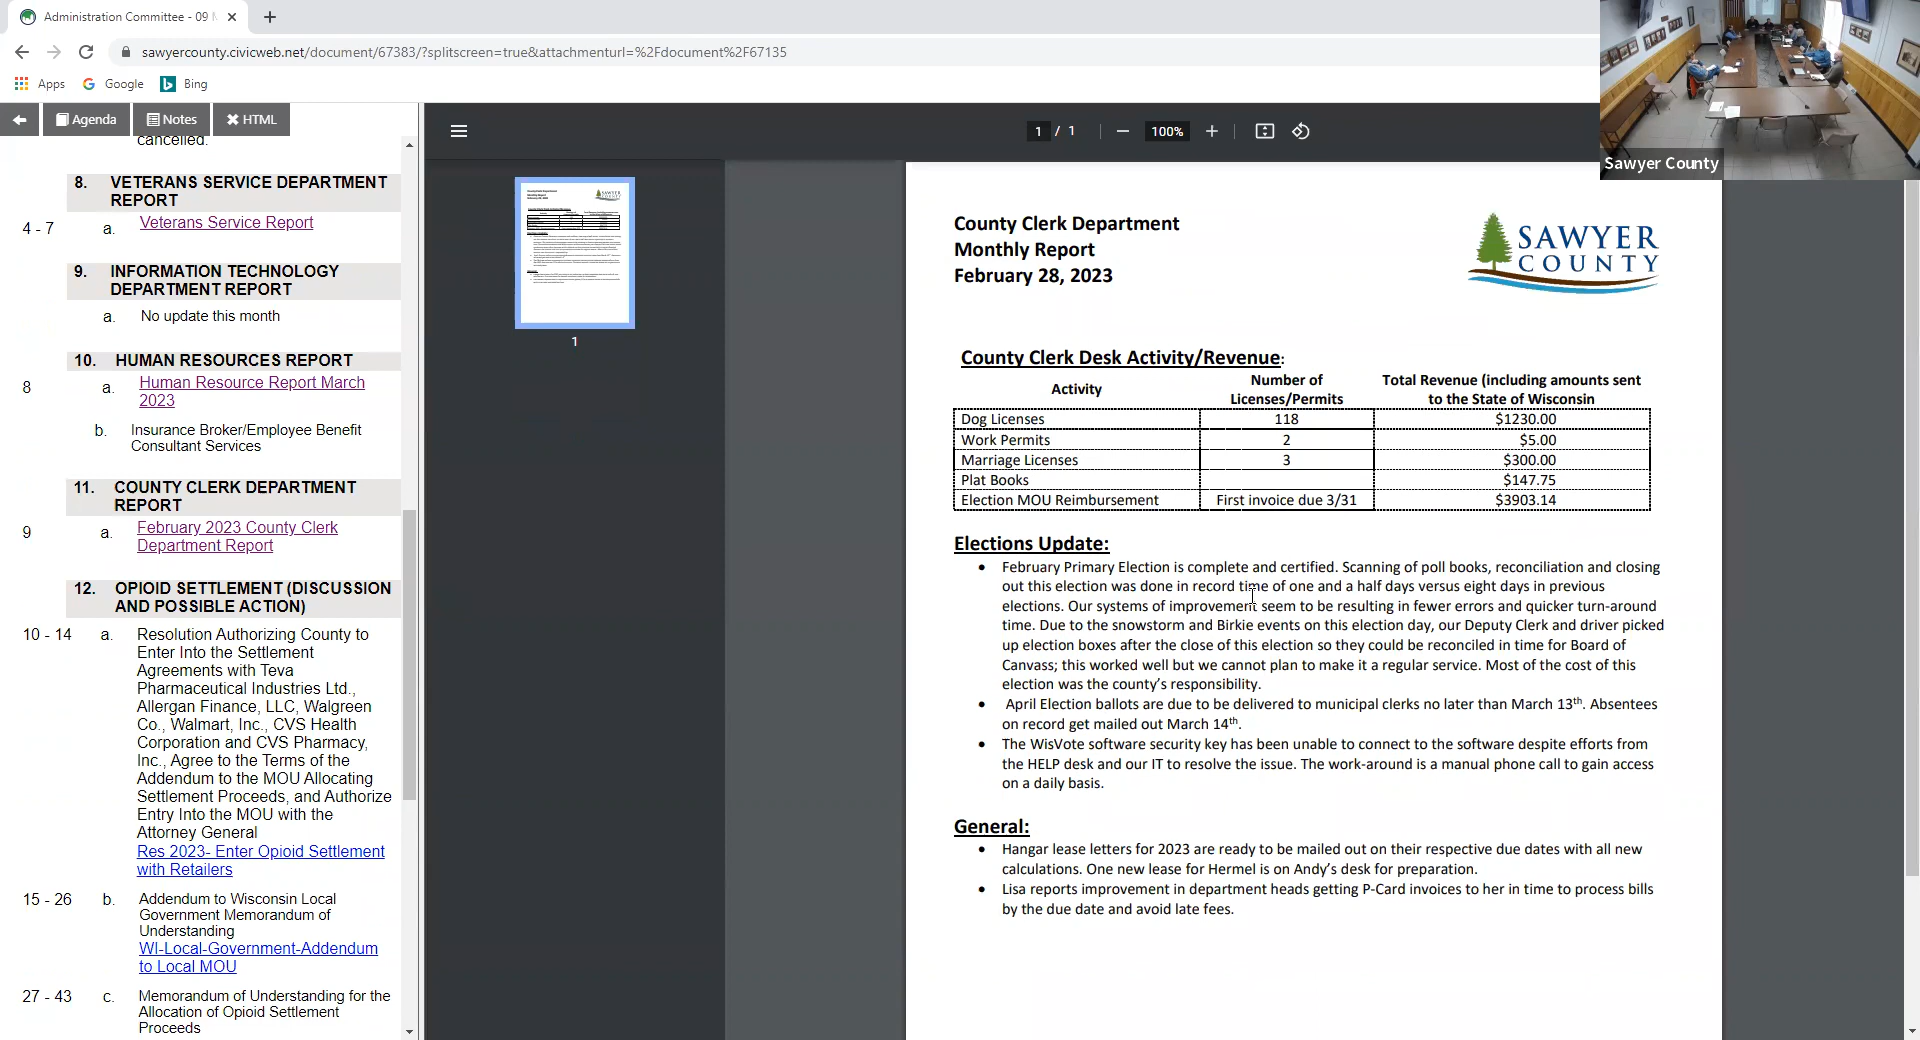 Administration Committee - 09 M
sawyercounty.civicweb.net/document/67383/?splitscreen=true&attachmenturl=%2Fdocument%2F67135
Apps Google Bing
Agenda Notes HTML
cancelled.
8. VETERANS SERVICE DEPARTMENT
REPORT
4 - 7 a. Veterans Service Report
9. INFORMATION TECHNOLOGY
DEPARTMENT REPORT
a. No update this month
10. HUMAN RESOURCES REPORT
8 a. Human Resource Report March
2023
b. Insurance Broker/Employee Benefit
Consultant Services
11. COUNTY CLERK DEPARTMENT
REPORT
9 a. February 2023 County Clerk
Department Report
12. OPIOID SETTLEMENT (DISCUSSION
AND POSSIBLE ACTION)
10 - 14 a. Resolution Authorizing County to
Enter Into the Settlement
Agreements with Teva
Pharmaceutical Industries Ltd.,
Allergan Finance, LLC, Walgreen
Co., Walmart, Inc., CVS Health
Corporation and CVS Pharmacy,
Inc., Agree to the Terms of the
Addendum to the MOU Allocating
Settlement Proceeds, and Authorize
Entry Into the MOU with the
Attorney General
Res 2023- Enter Opioid Settlement
with Retailers
15 - 26 b. Addendum to Wisconsin Local
Government Memorandum of
Understanding
WI-Local-Government-Addendum
to Local MOU
27 - 43 c. Memorandum of Understanding for the
Allocation of Opioid Settlement
Proceeds
1 / 1 100%
1
Sawyer County
County Clerk Department
Monthly Report
February 28, 2023
SAWYER
COUNTY
County Clerk Desk Activity/Revenue:
Activity Number of Licenses/Permits Total Revenue (including amounts sent to the State of Wisconsin
Dog Licenses 118 $1230.00
Work Permits 2 $5.00
Marriage Licenses 3 $300.00
Plat Books $147.75
Election MOU Reimbursement First invoice due 3/31 $3903.14
Elections Update:
• February Primary Election is complete and certified. Scanning of poll books, reconciliation and closing
out this election was done in record time of one and a half days versus eight days in previous
elections. Our systems of improvement seem to be resulting in fewer errors and quicker turn-around
time. Due to the snowstorm and Birkie events on this election day, our Deputy Clerk and driver picked
up election boxes after the close of this election so they could be reconciled in time for Board of
Canvass; this worked well but we cannot plan to make it a regular service. Most of the cost of this
election was the county's responsibility.
• April Election ballots are due to be delivered to municipal clerks no later than March 13th. Absentees
on record get mailed out March 14th.
• The WisVote software security key has been unable to connect to the software despite efforts from
the HELP desk and our IT to resolve the issue. The work-around is a manual phone call to gain access
on a daily basis.
General:
• Hangar lease letters for 2023 are ready to be mailed out on their respective due dates with all new
calculations. One new lease for Hermel is on Andy's desk for preparation.
• Lisa reports improvement in department heads getting P-Card invoices to her in time to process bills
by the due date and avoid late fees.